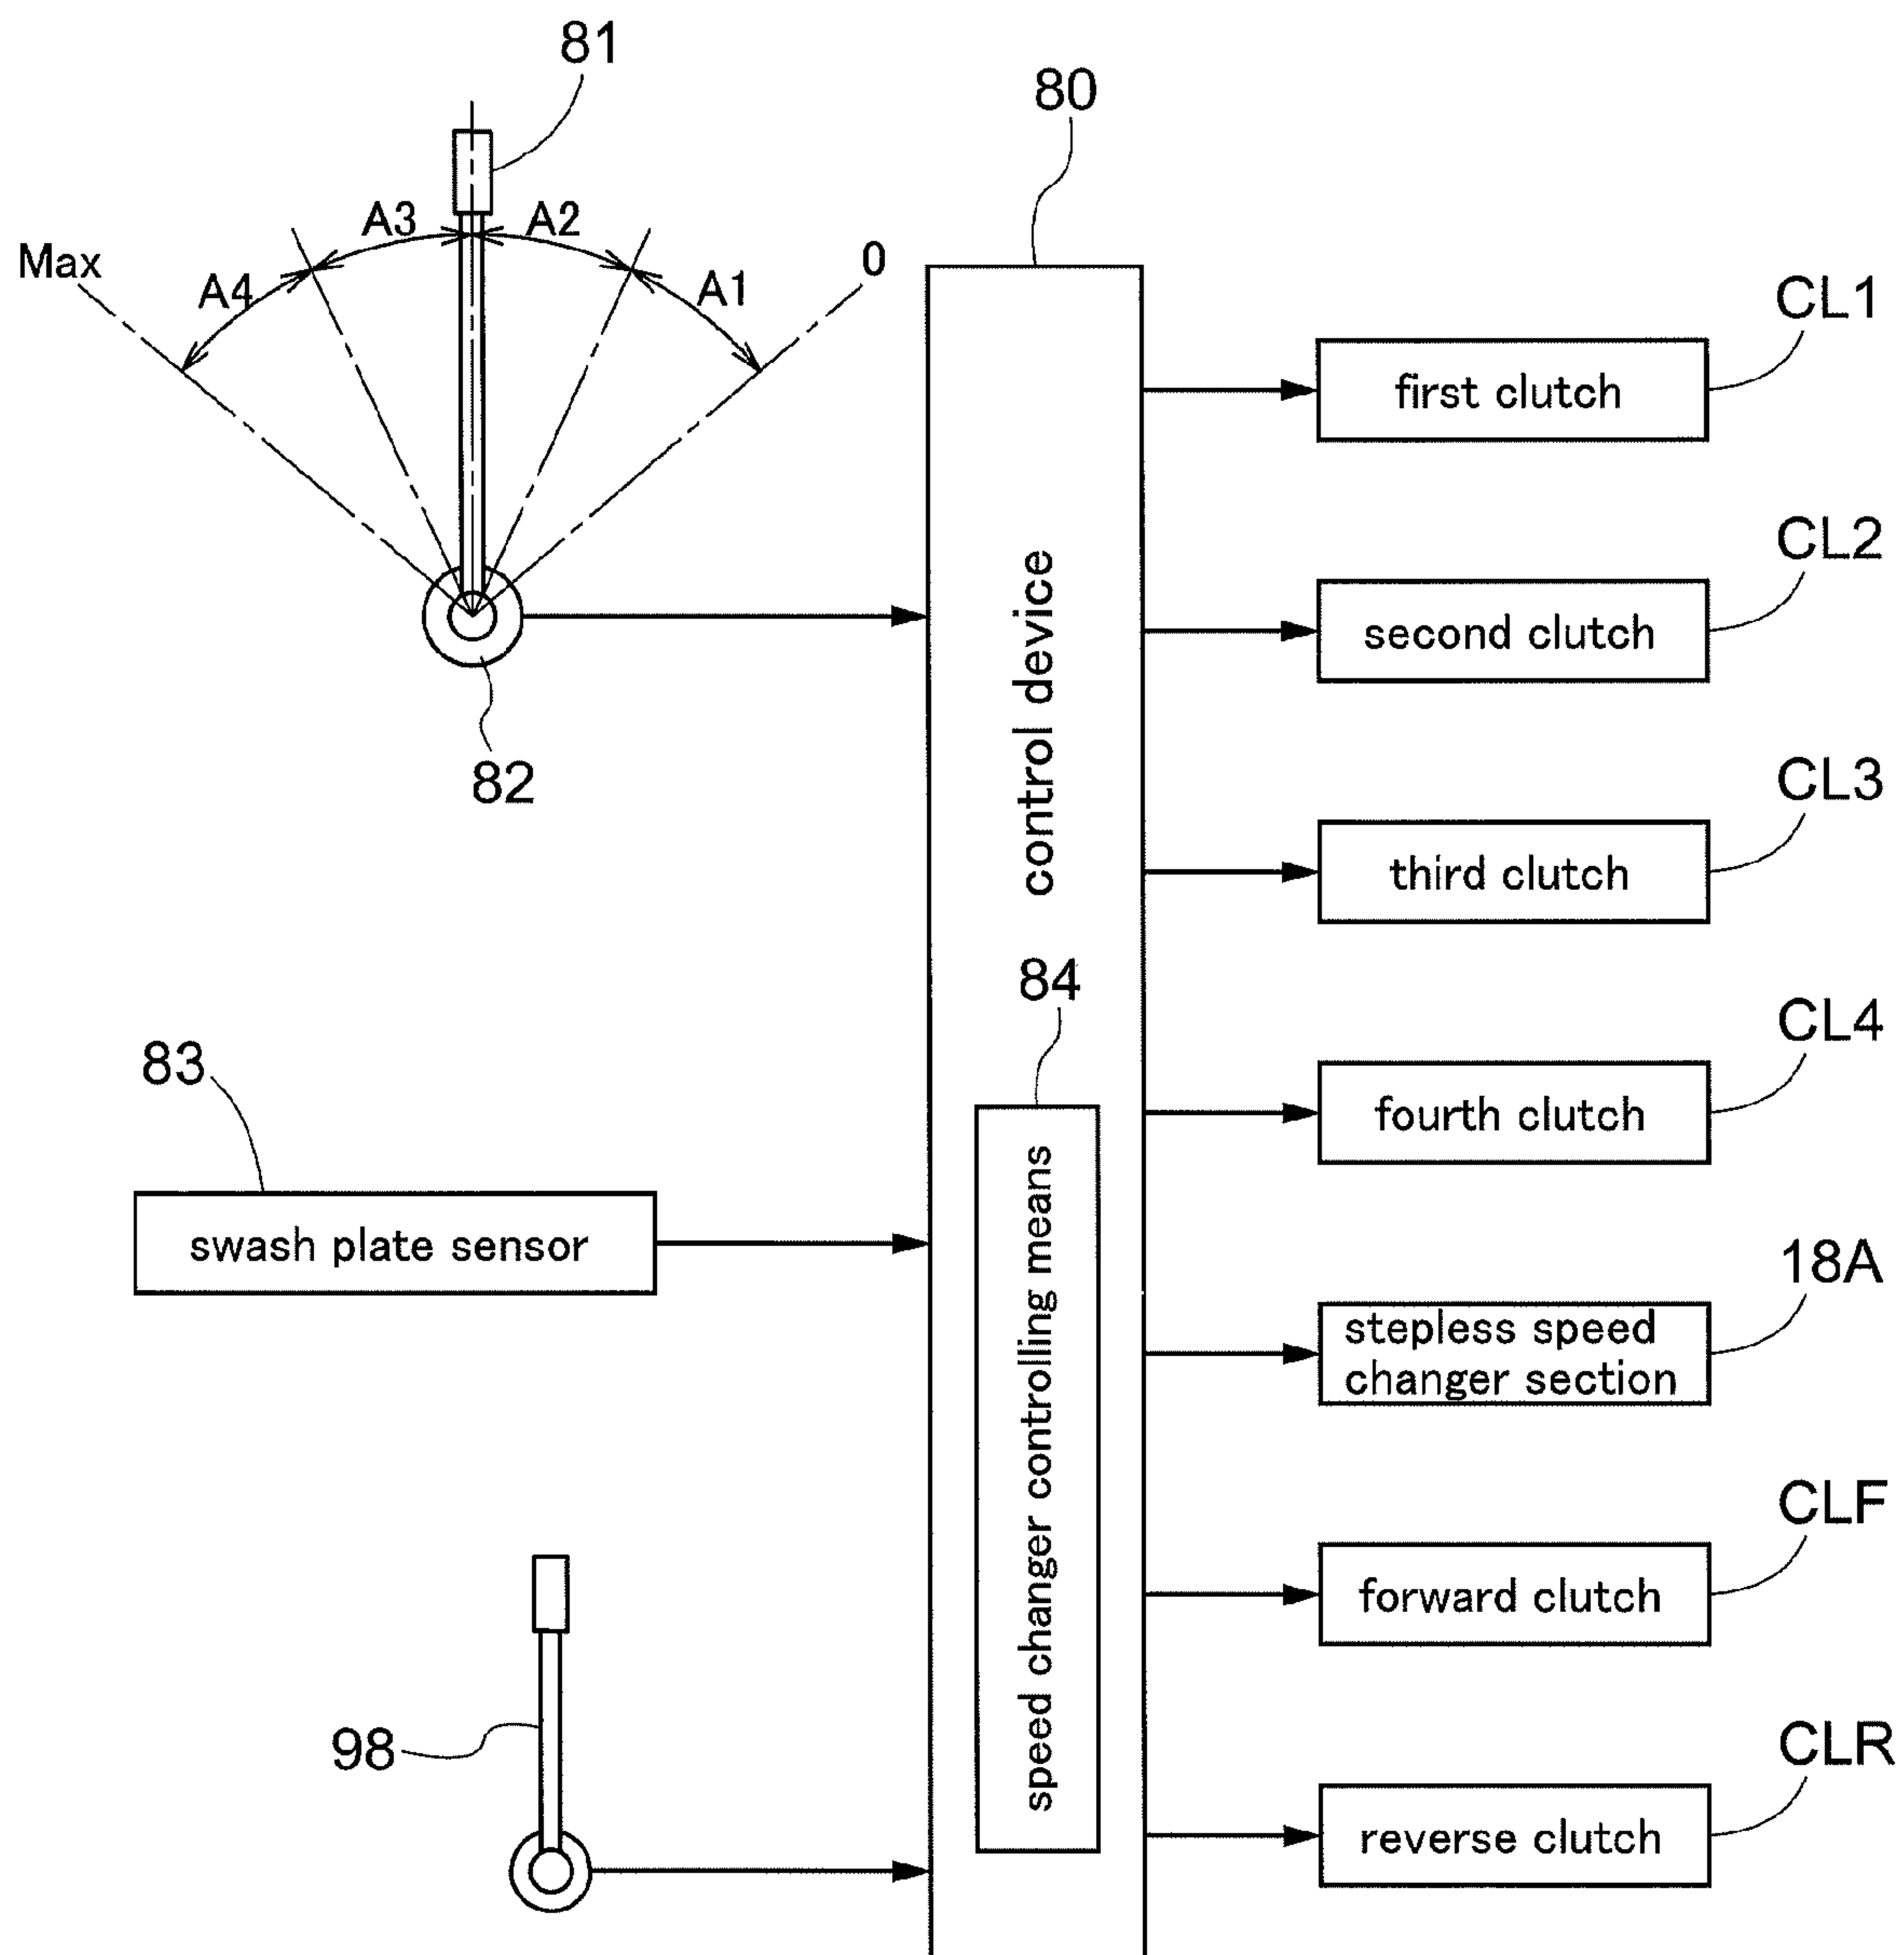 81
80
A3
A2
Max
A4
A1
0
82
control device
84
speed changer controlling means
83
swash plate sensor
98
CL1
first clutch
CL2
second clutch
CL3
third clutch
CL4
fourth clutch
18A
stepless speed
changer section
CLF
forward clutch
CLR
reverse clutch